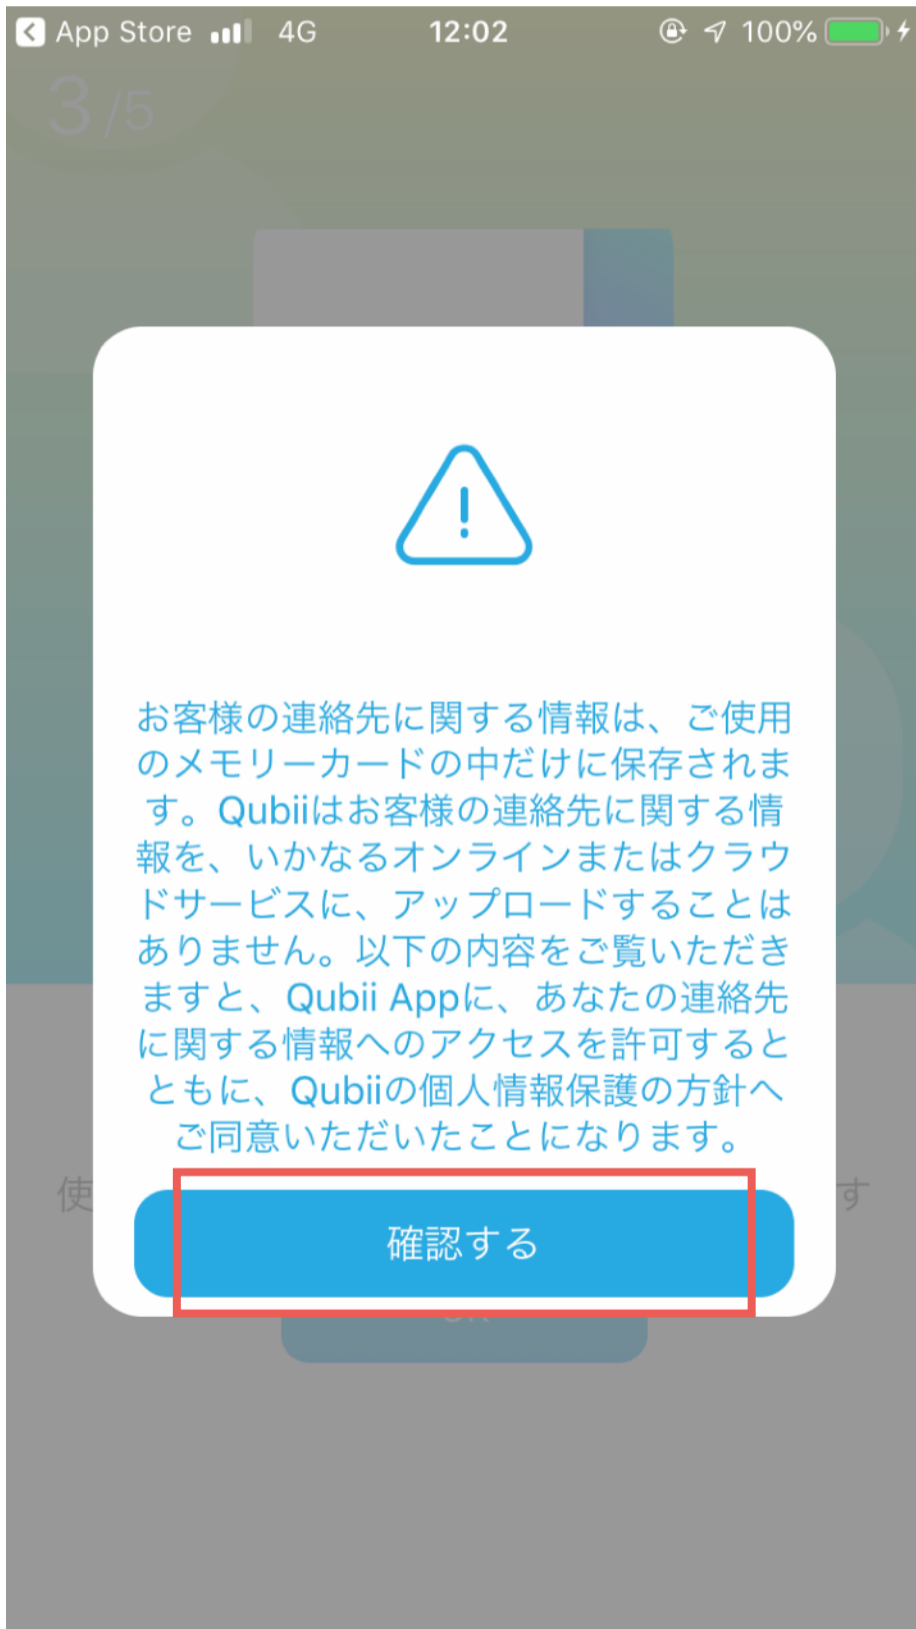 App Store 4G 12:02 100%
3/5
お客様の連絡先に関する情報は、ご使用
のメモリーカードの中だけに保存されま
す。Qubiiはお客様の連絡先に関する情
報を、いかなるオンラインまたはクラウ
ドサービスに、アップロードすることは
ありません。以下の内容をご覧いただき
ますと、Qubii Appに、あなたの連絡先
に関する情報へのアクセスを許可すると
ともに、Qubiiの個人情報保護の方針へ
ご同意いただいたことになります。
使 す
確認する